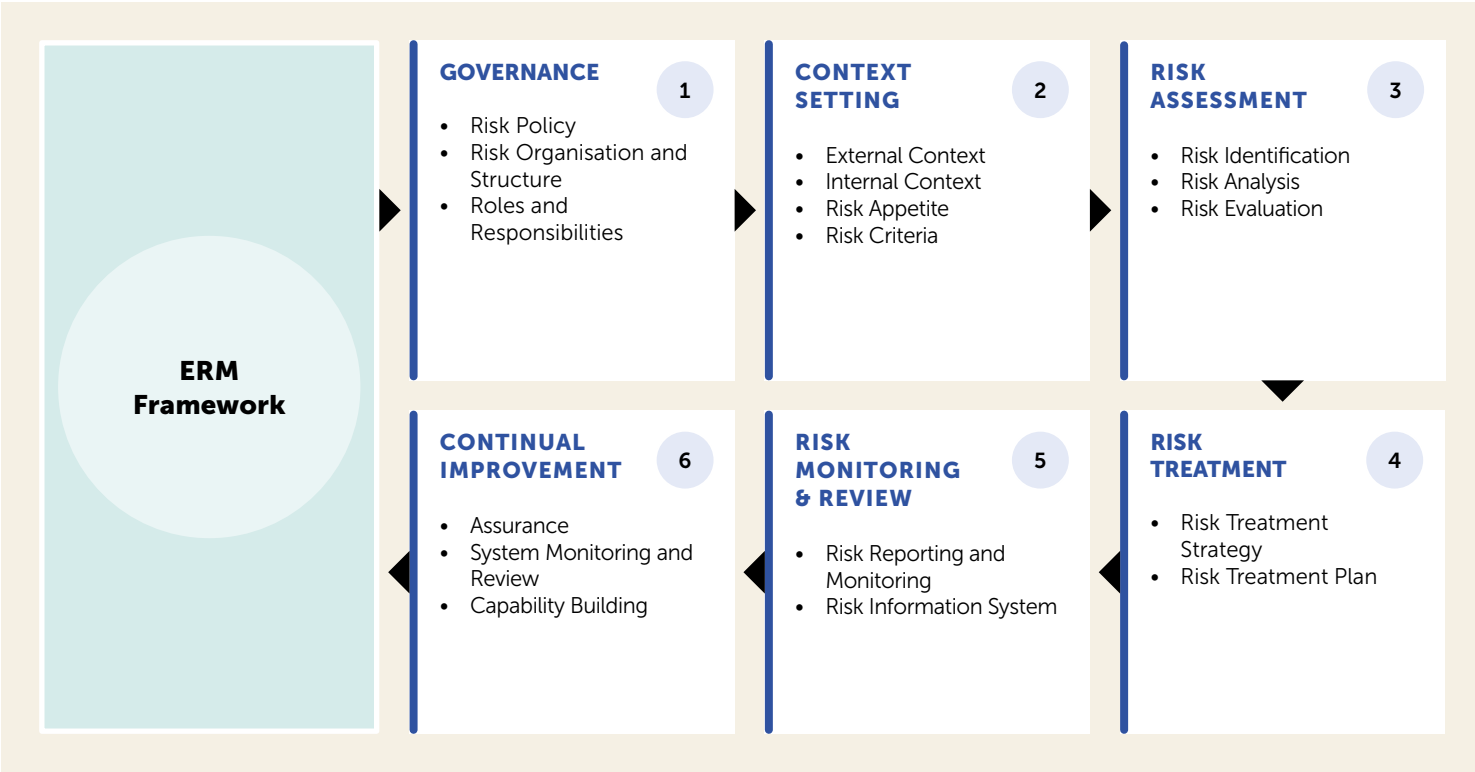 ERM
Framework
GOVERNANCE
1
• Risk Policy
• Risk Organisation and
Structure
• Roles and
Responsibilities
CONTEXT
SETTING
2
• External Context
• Internal Context
• Risk Appetite
• Risk Criteria
RISK
ASSESSMENT
3
• Risk Identification
• Risk Analysis
• Risk Evaluation
RISK
TREATMENT
4
• Risk Treatment
Strategy
• Risk Treatment Plan
RISK
MONITORING
& REVIEW
5
• Risk Reporting and
Monitoring
• Risk Information System
CONTINUAL
IMPROVEMENT
6
• Assurance
• System Monitoring and
Review
• Capability Building